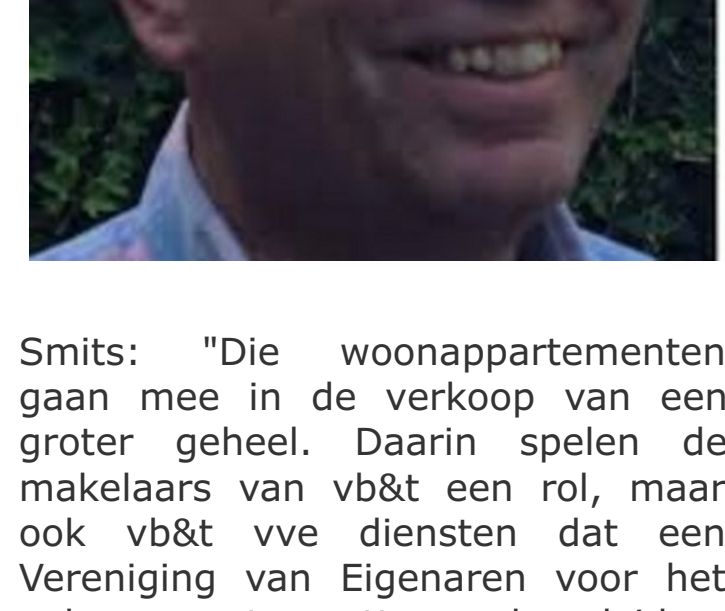 Smits: "Die woonappartementen
gaan mee in de verkoop van een
groter geheel. Daarin spelen de
makelaars van vb&t een rol, maar
ook vb&t vve diensten dat een
Vereniging van Eigenaren voor het